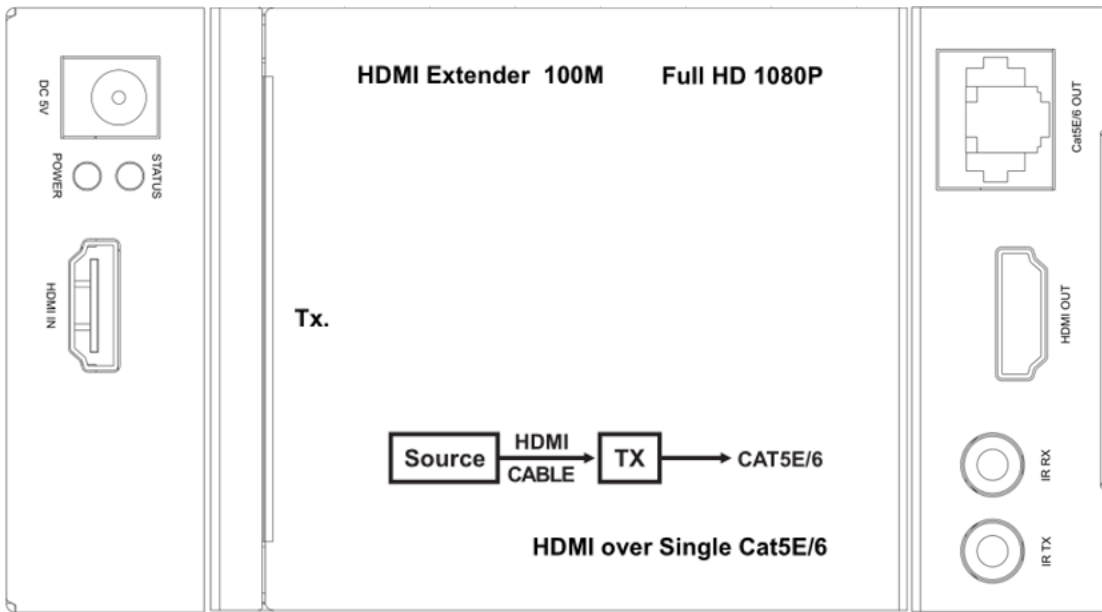 DC 5V
POWER
STATUS
HDMI IN
HDMI Extender 100M Full HD 1080P
Tx.
Source
HDMI
CABLE
TX
CAT5E/6
HDMI over Single Cat5E/6
Cat5E/6 OUT
HDMI OUT
IR RX
IR TX